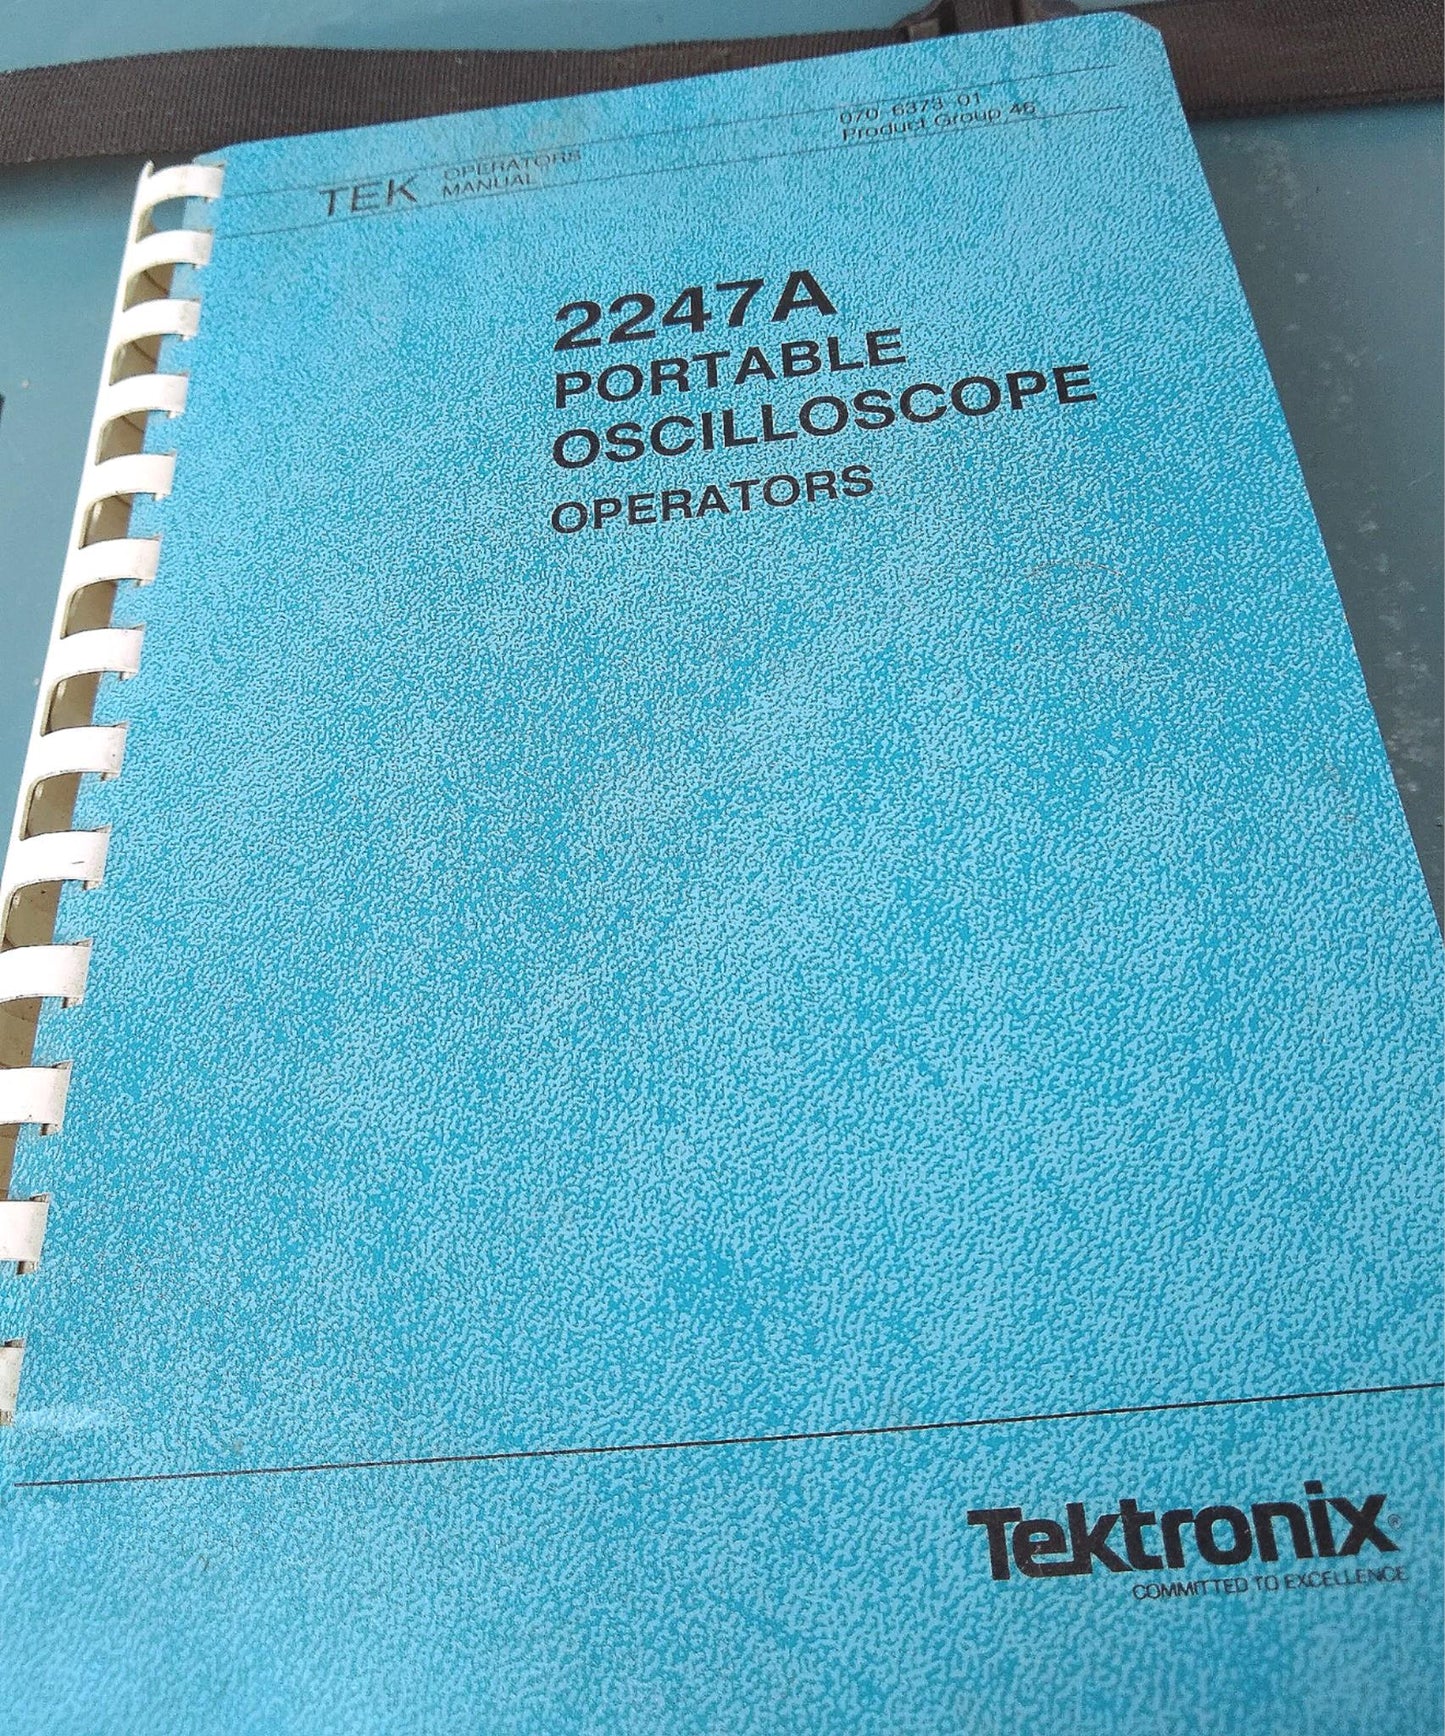 070-6373-01
Product Group 46
TEK OPERATORS
MANUAL
2247A
PORTABLE
OSCILLOSCOPE
OPERATORS
Tektronix®
COMMITTED TO EXCELLENCE